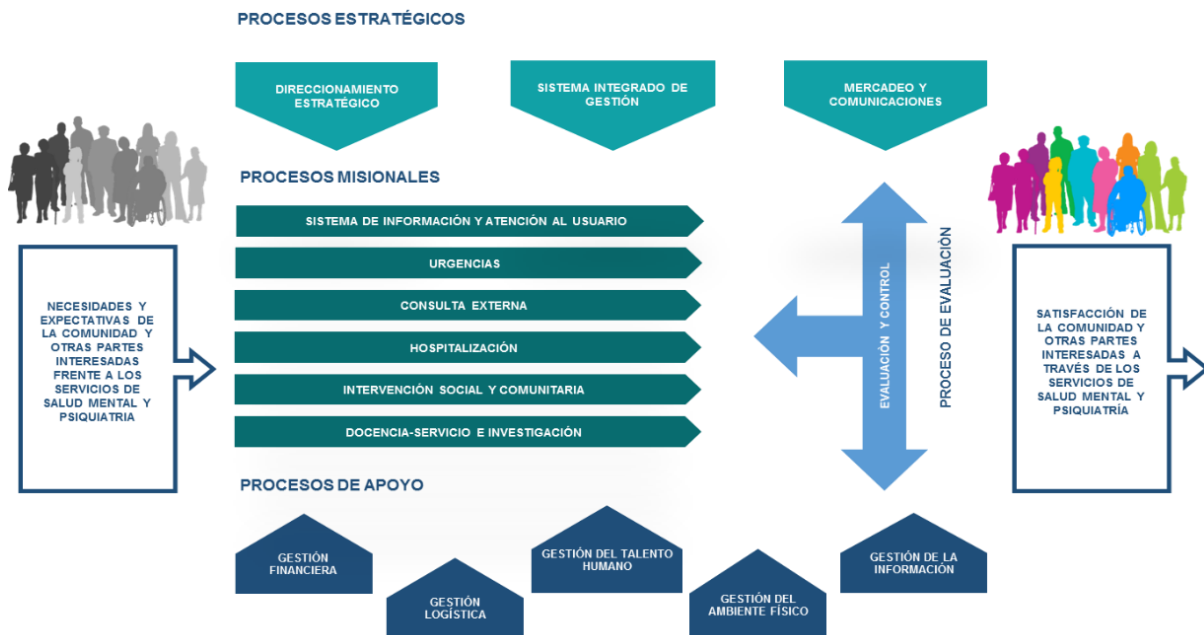 PROCESOS ESTRATÉGICOS
DIRECCIONAMIENTO
ESTRATÉGICO
SISTEMA INTEGRADO DE
GESTIÓN
MERCADEO Y
COMUNICACIONES
PROCESOS MISIONALES
SISTEMA DE INFORMACIÓN Y ATENCIÓN AL USUARIO
URGENCIAS
CONSULTA EXTERNA
HOSPITALIZACIÓN
INTERVENCIÓN SOCIAL Y COMUNITARIA
DOCENCIA-SERVICIO E INVESTIGACIÓN
NECESIDADES Y
EXPECTATIVAS DE
LA COMUNIDAD Y
OTRAS PARTES
INTERESADAS
FRENTE A LOS
SERVICIOS DE
SALUD MENTAL Y
PSIQUIATRIA
EVALUACIÓN Y CONTROL
PROCESO DE EVALUACIÓN
SATISFACCIÓN DE
LA COMUNIDAD Y
OTRAS PARTES
INTERESADAS A
TRAVÉS DE LOS
SERVICIOS DE
SALUD MENTAL Y
PSIQUIATRÍA
PROCESOS DE APOYO
GESTIÓN
FINANCIERA
GESTIÓN
LOGÍSTICA
GESTIÓN DEL TALENTO
HUMANO
GESTIÓN DEL
AMBIENTE FÍSICO
GESTIÓN DE LA
INFORMACIÓN